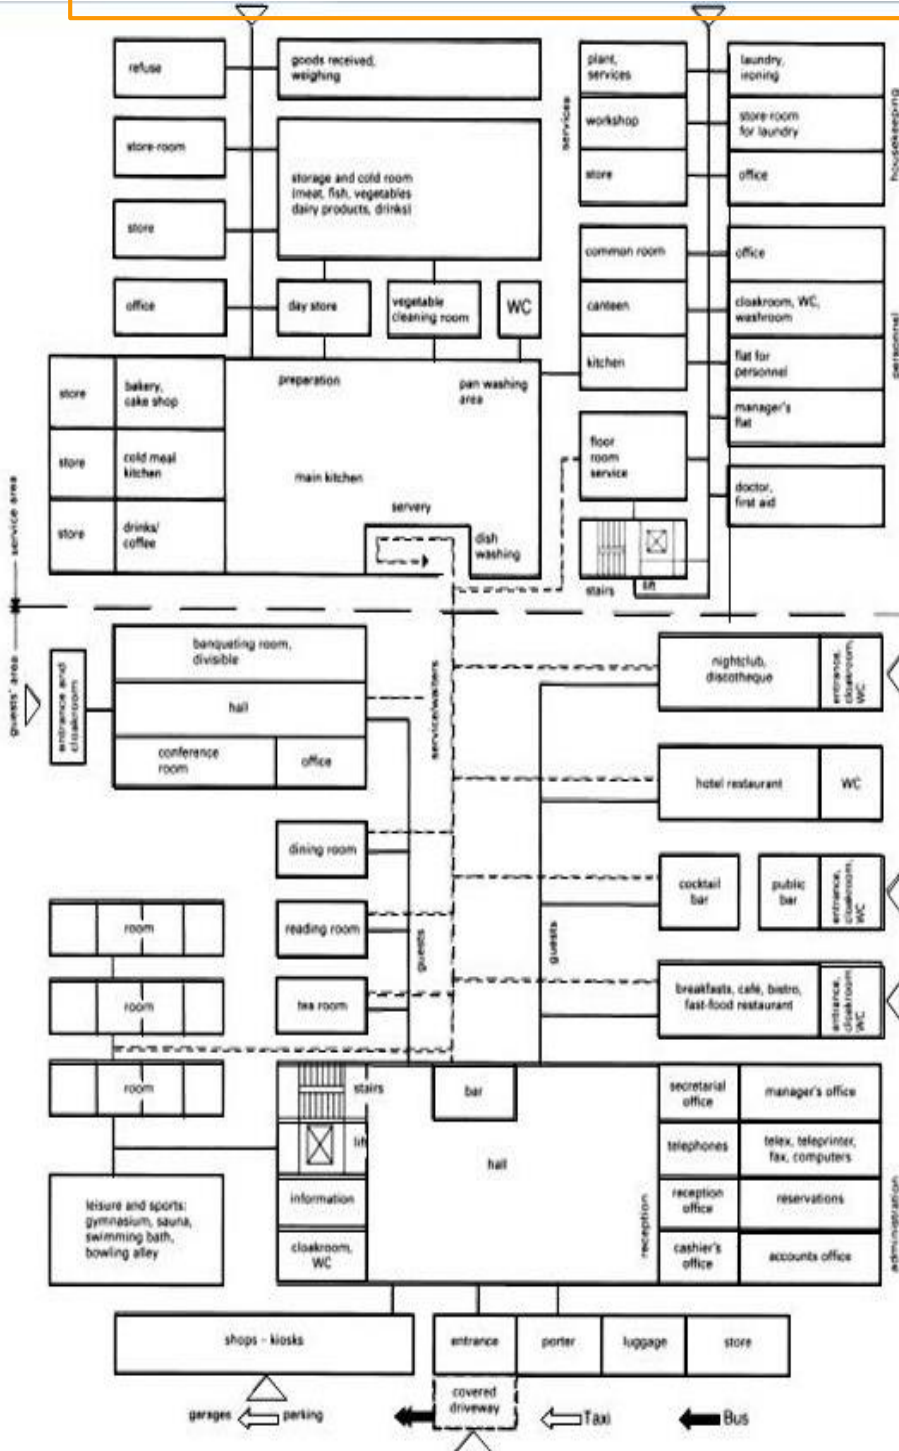 refuse
goods received,
weighing
plant,
services
laundry,
ironing
services
housekeeping
store-room
workshop
store-room
for laundry
storage and cold room
(meat, fish, vegetables
dairy products, drinks)
store
office
store
common room
office
office
day store
vegetable
cleaning room
WC
canteen
cloakroom, WC,
washroom
personnel
store
bakery,
cake shop
preparation
pan washing
area
kitchen
flat for
personnel
manager's
flat
store
cold meal
kitchen
main kitchen
floor
room
service
doctor,
first aid
service area
servery
store
drinks/
coffee
dish
washing
stairs
lift
guests' area
entrance and
cloakroom
banqueting room,
divisible
hall
conference
room
office
service/waiters
nightclub,
discotheque
entrance,
cloakroom,
WC
hotel restaurant
WC
dining room
cocktail
bar
public
bar
entrance,
cloakroom,
WC
room
reading room
guests
guests
room
tea room
breakfasts, café, bistro,
fast-food restaurant
entrance,
cloakroom
WC
room
stairs
bar
secretarial
office
manager's office
lift
hall
telephones
telex, teleprinter,
fax, computers
leisure and sports:
gymnasium, sauna,
swimming bath,
bowling alley
information
reception
reception
office
reservations
administration
cloakroom,
WC
cashier's
office
accounts office
shops – kiosks
entrance
porter
luggage
store
garages
parking
covered
driveway
Taxi
Bus